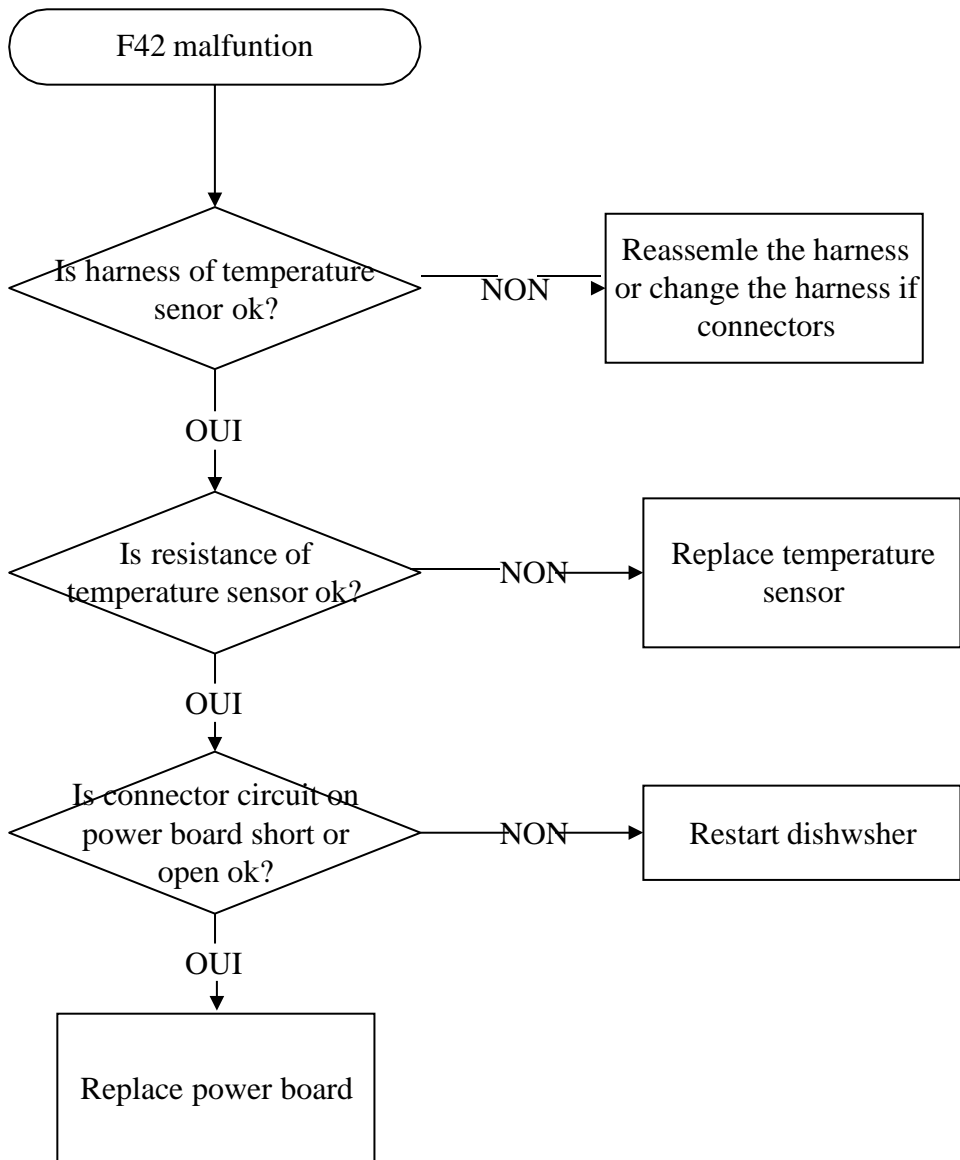 F42 malfuntion
Is harness of temperature
senor ok?
NON
Reassemle the harness
or change the harness if
connectors
OUI
Is resistance of
temperature sensor ok?
NON
Replace temperature
sensor
OUI
Is connector circuit on
power board short or
open ok?
NON
Restart dishwsher
OUI
Replace power board